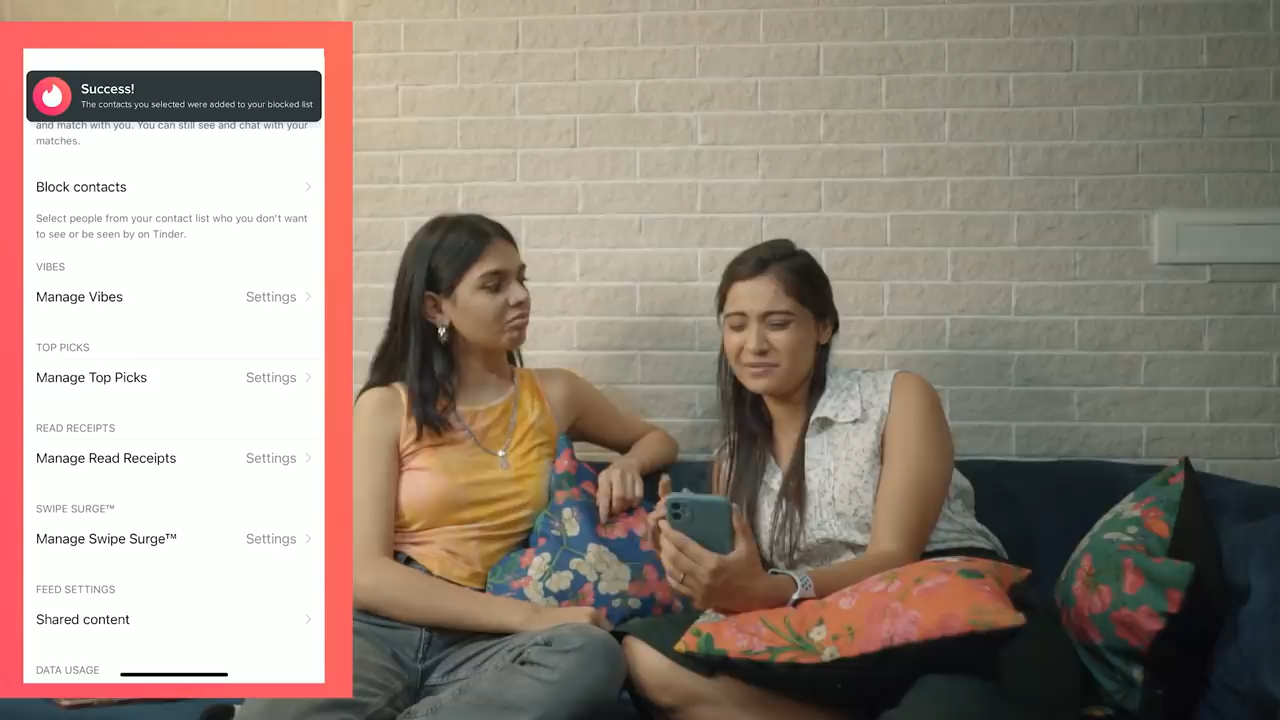 Success!
The contacts you selected were added to your blocked list
and match with you. You can still see and chat with your
matches.
Block contacts
Select people from your contact list who you don't want
to see or be seen by on Tinder.
VIBES
Manage Vibes Settings
TOP PICKS
Manage Top Picks Settings
READ RECEIPTS
Manage Read Receipts Settings
SWIPE SURGE™
Manage Swipe Surge™ Settings
FEED SETTINGS
Shared content
DATA USAGE